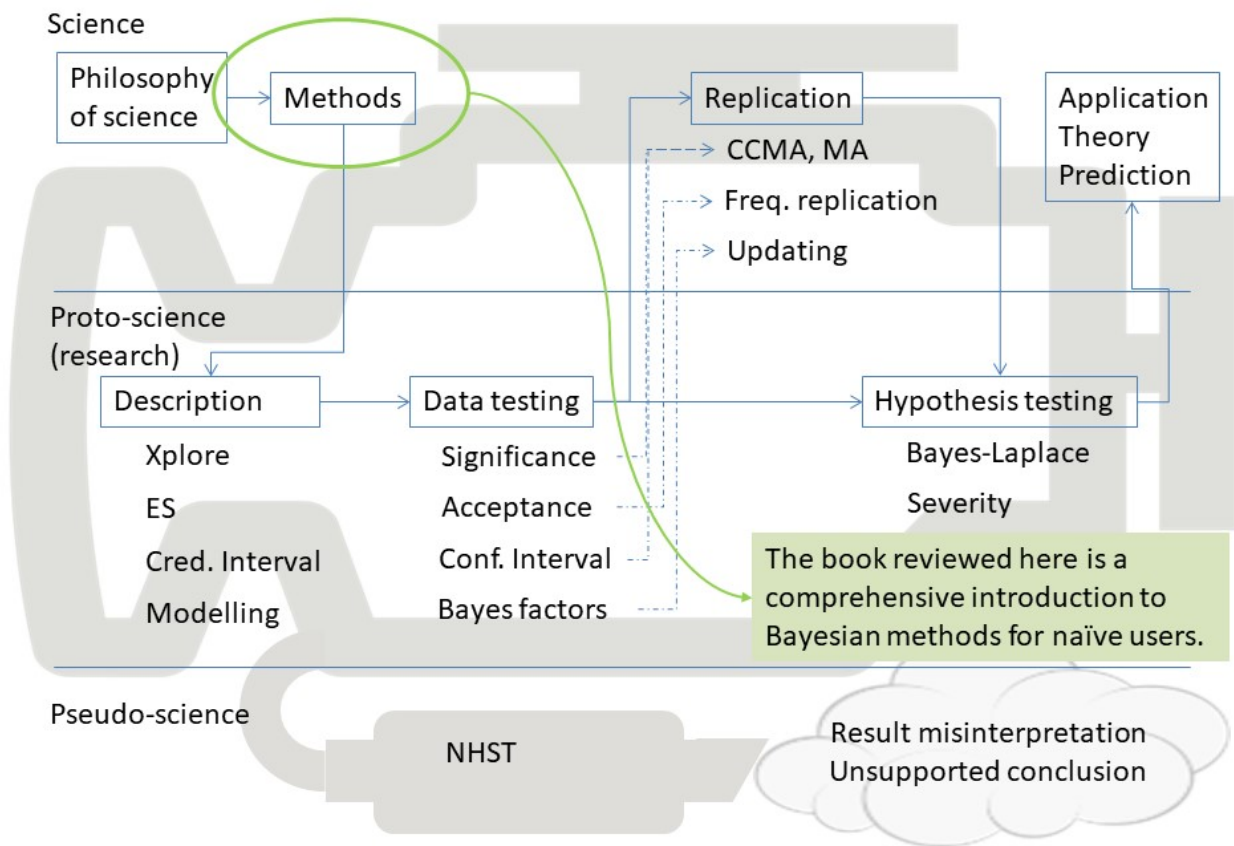 Science
Philosophy
of science
Methods
Replication
CCMA, MA
Freq. replication
Updating
Application
Theory
Prediction
Proto-science
(research)
Description
Xplore
ES
Cred. Interval
Modelling
Data testing
Significance
Acceptance
Conf. Interval
Bayes factors
Hypothesis testing
Bayes-Laplace
Severity
The book reviewed here is a
comprehensive introduction to
Bayesian methods for naïve users.
Pseudo-science
NHST
Result misinterpretation
Unsupported conclusion